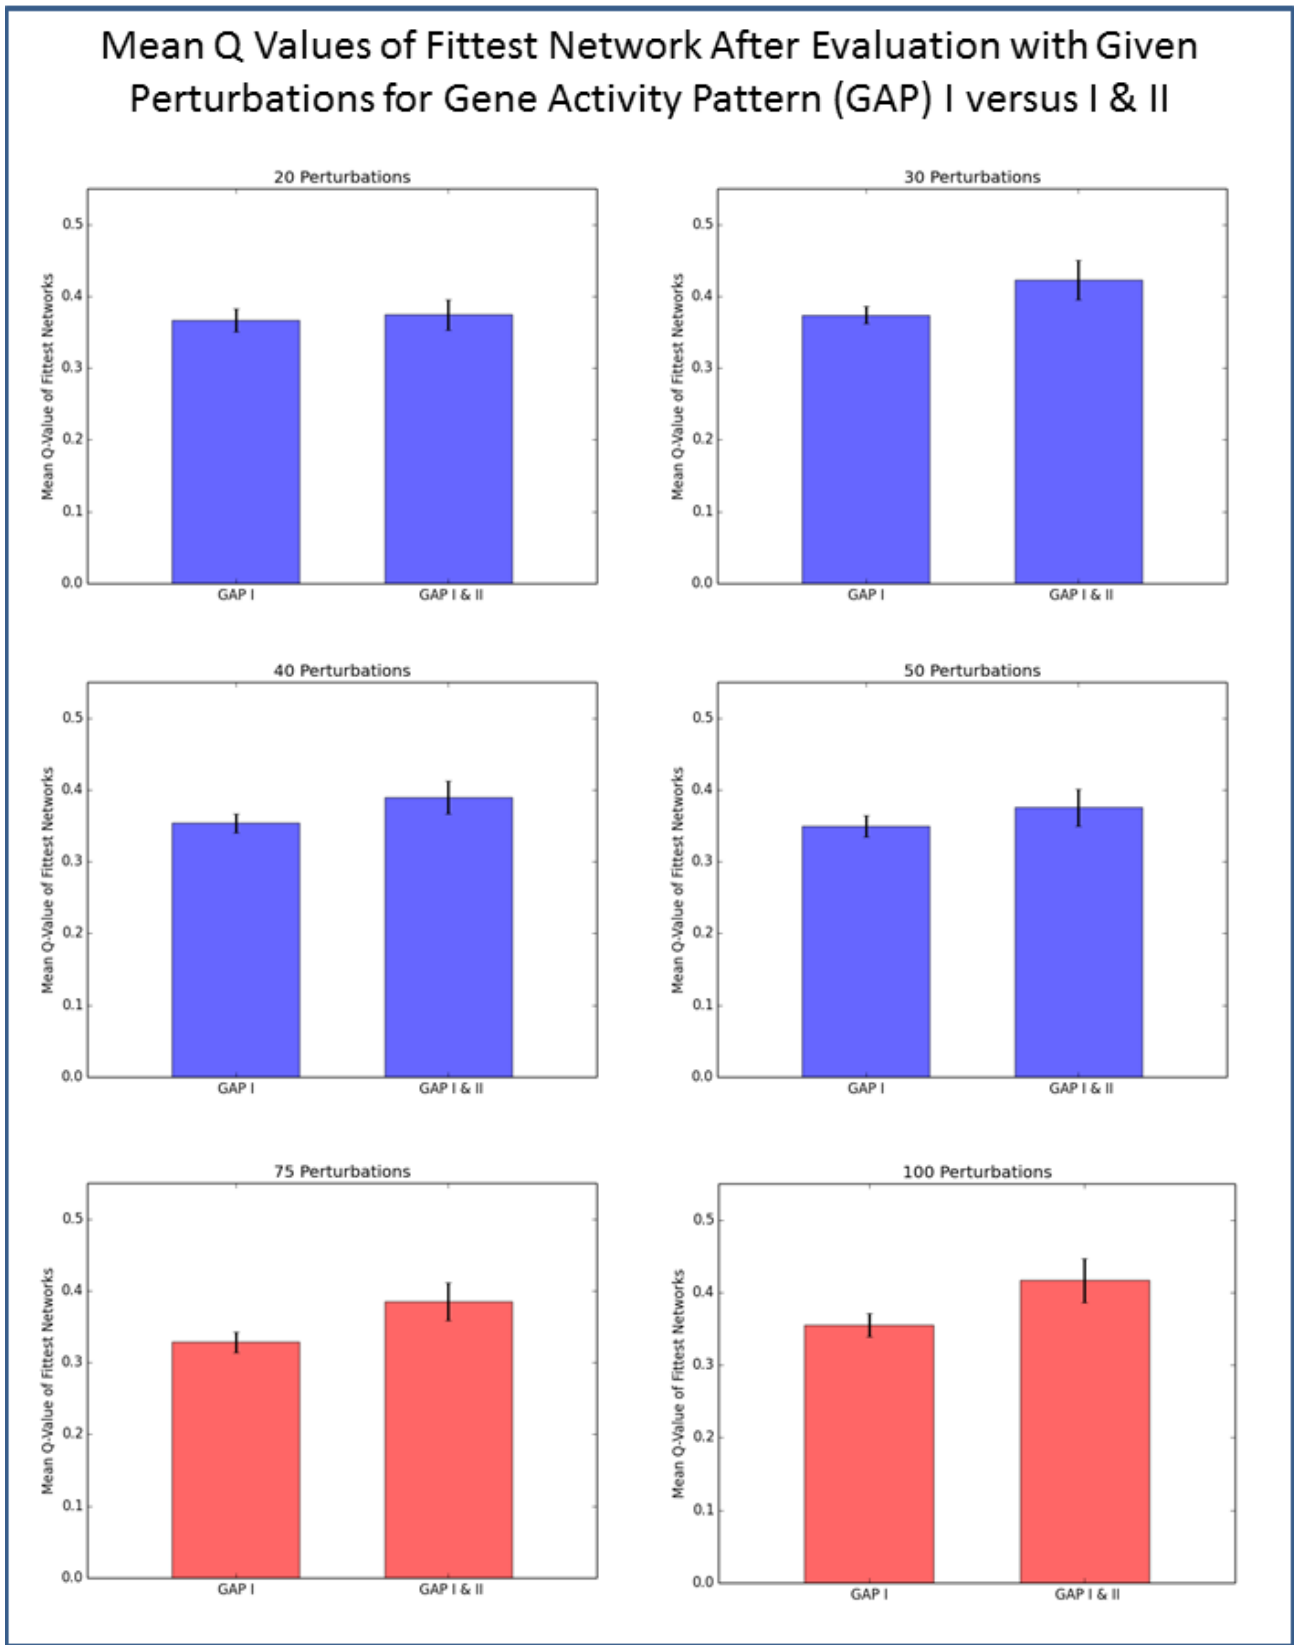 Mean Q Values of Fittest Network After Evaluation with Given
Perturbations for Gene Activity Pattern (GAP) I versus I & II
20 Perturbations
Mean Q-Value of Fittest Networks
0.5
0.4
0.3
0.2
0.1
0.0
GAP I
GAP I & II
30 Perturbations
Mean Q-Value of Fittest Networks
0.5
0.4
0.3
0.2
0.1
0.0
GAP I
GAP I & II
40 Perturbations
Mean Q-Value of Fittest Networks
0.5
0.4
0.3
0.2
0.1
0.0
GAP I
GAP I & II
50 Perturbations
Mean Q-Value of Fittest Networks
0.5
0.4
0.3
0.2
0.1
0.0
GAP I
GAP I & II
75 Perturbations
Mean Q-Value of Fittest Networks
0.5
0.4
0.3
0.2
0.1
0.0
GAP I
GAP I & II
100 Perturbations
Mean Q-Value of Fittest Networks
0.5
0.4
0.3
0.2
0.1
0.0
GAP I
GAP I & II